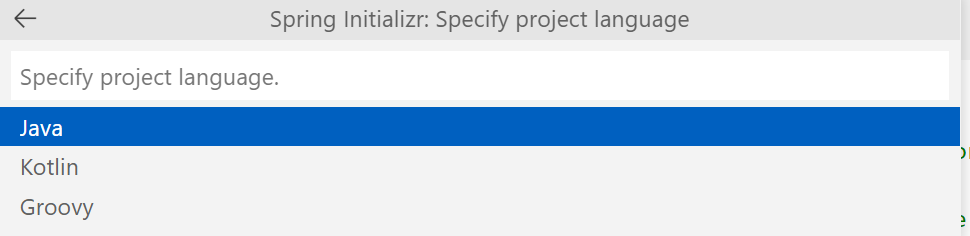 Spring Initializr: Specify project language
Specify project language.
Java
Kotlin
Groovy